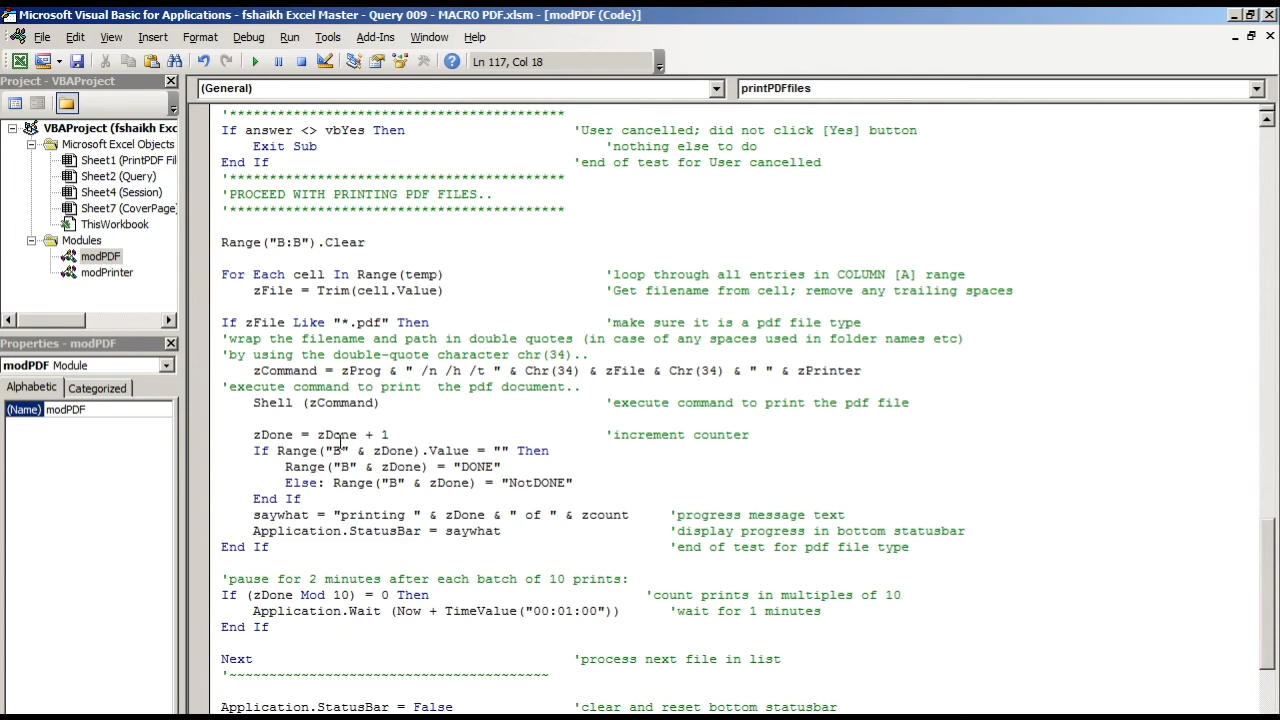 Microsoft Visual Basic for Applications - fshaikh Excel Master - Query 009 - MACRO PDF.xlsm - [modPDF (Code)]
File Edit View Insert Format Debug Run Tools Add-Ins Window Help
Ln 117, Col 18
Project - VBAProject
(General)
printPDFfiles
VBAProject (fshaikh Exc
Microsoft Excel Objects
Sheet1 (PrintPDF Fil
Sheet2 (Query)
Sheet4 (Session)
Sheet7 (CoverPage)
ThisWorkbook
Modules
modPDF
modPrinter
Properties - modPDF
modPDF Module
Alphabetic Categorized
(Name) modPDF
'*****************************************
If answer <> vbYes Then 'User cancelled; did not click [Yes] button
Exit Sub 'nothing else to do
End If 'end of test for User cancelled
'*****************************************
'PROCEED WITH PRINTING PDF FILES..
'*****************************************
Range("B:B").Clear
For Each cell In Range(temp) 'loop through all entries in COLUMN [A] range
zFile = Trim(cell.Value) 'Get filename from cell; remove any trailing spaces
If zFile Like "*.pdf" Then 'make sure it is a pdf file type
'wrap the filename and path in double quotes (in case of any spaces used in folder names etc)
'by using the double-quote character chr(34)..
zCommand = zProg & " /n /h /t " & Chr(34) & zFile & Chr(34) & " " & zPrinter
'execute command to print  the pdf document..
Shell (zCommand) 'execute command to print the pdf file
zDone = zDone + 1 'increment counter
If Range("B" & zDone).Value = "" Then
Range("B" & zDone) = "DONE"
Else: Range("B" & zDone) = "NotDONE"
End If
saywhat = "printing " & zDone & " of " & zcount 'progress message text
Application.StatusBar = saywhat 'display progress in bottom statusbar
End If 'end of test for pdf file type
'pause for 2 minutes after each batch of 10 prints:
If (zDone Mod 10) = 0 Then 'count prints in multiples of 10
Application.Wait (Now + TimeValue("00:01:00")) 'wait for 1 minutes
End If
Next 'process next file in list
'~~~~~~~~~~~~~~~~~~~~~~~~~~~~~~~~~~~~~~~~
Application.StatusBar = False 'clear and reset bottom statusbar